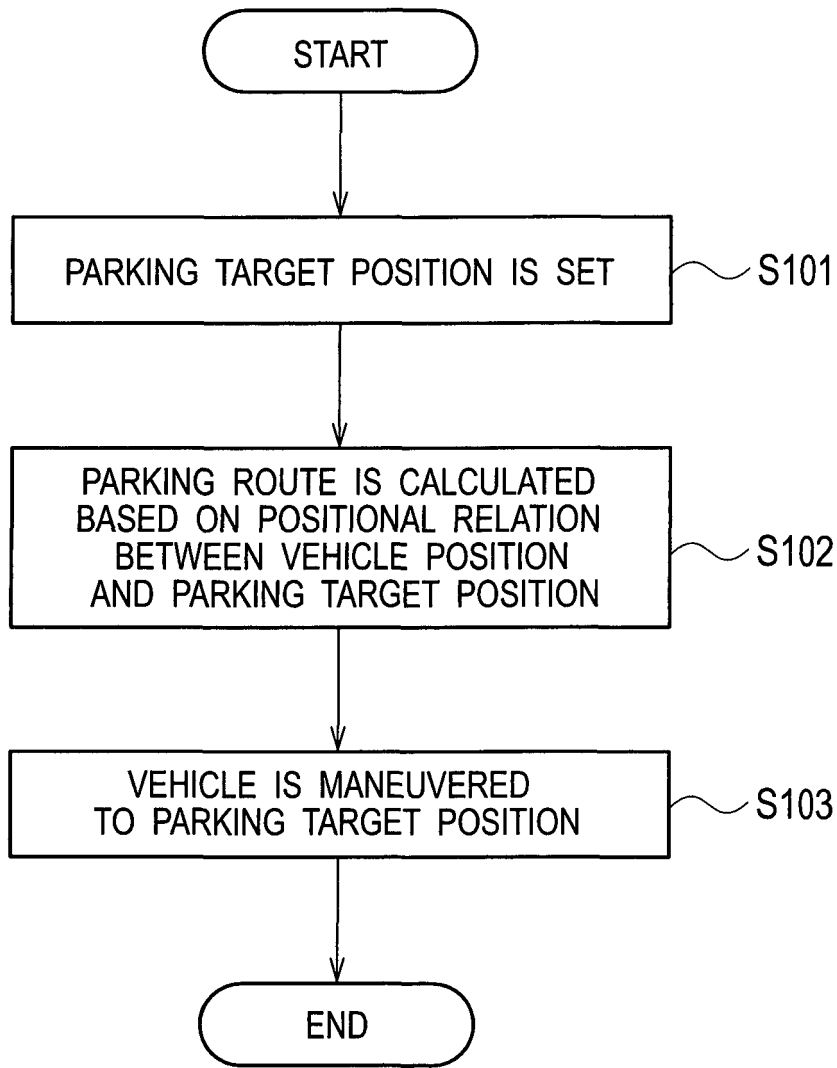 START
PARKING TARGET POSITION IS SET
S101
PARKING ROUTE IS CALCULATED
BASED ON POSITIONAL RELATION
BETWEEN VEHICLE POSITION
AND PARKING TARGET POSITION
S102
VEHICLE IS MANEUVERED
TO PARKING TARGET POSITION
S103
END